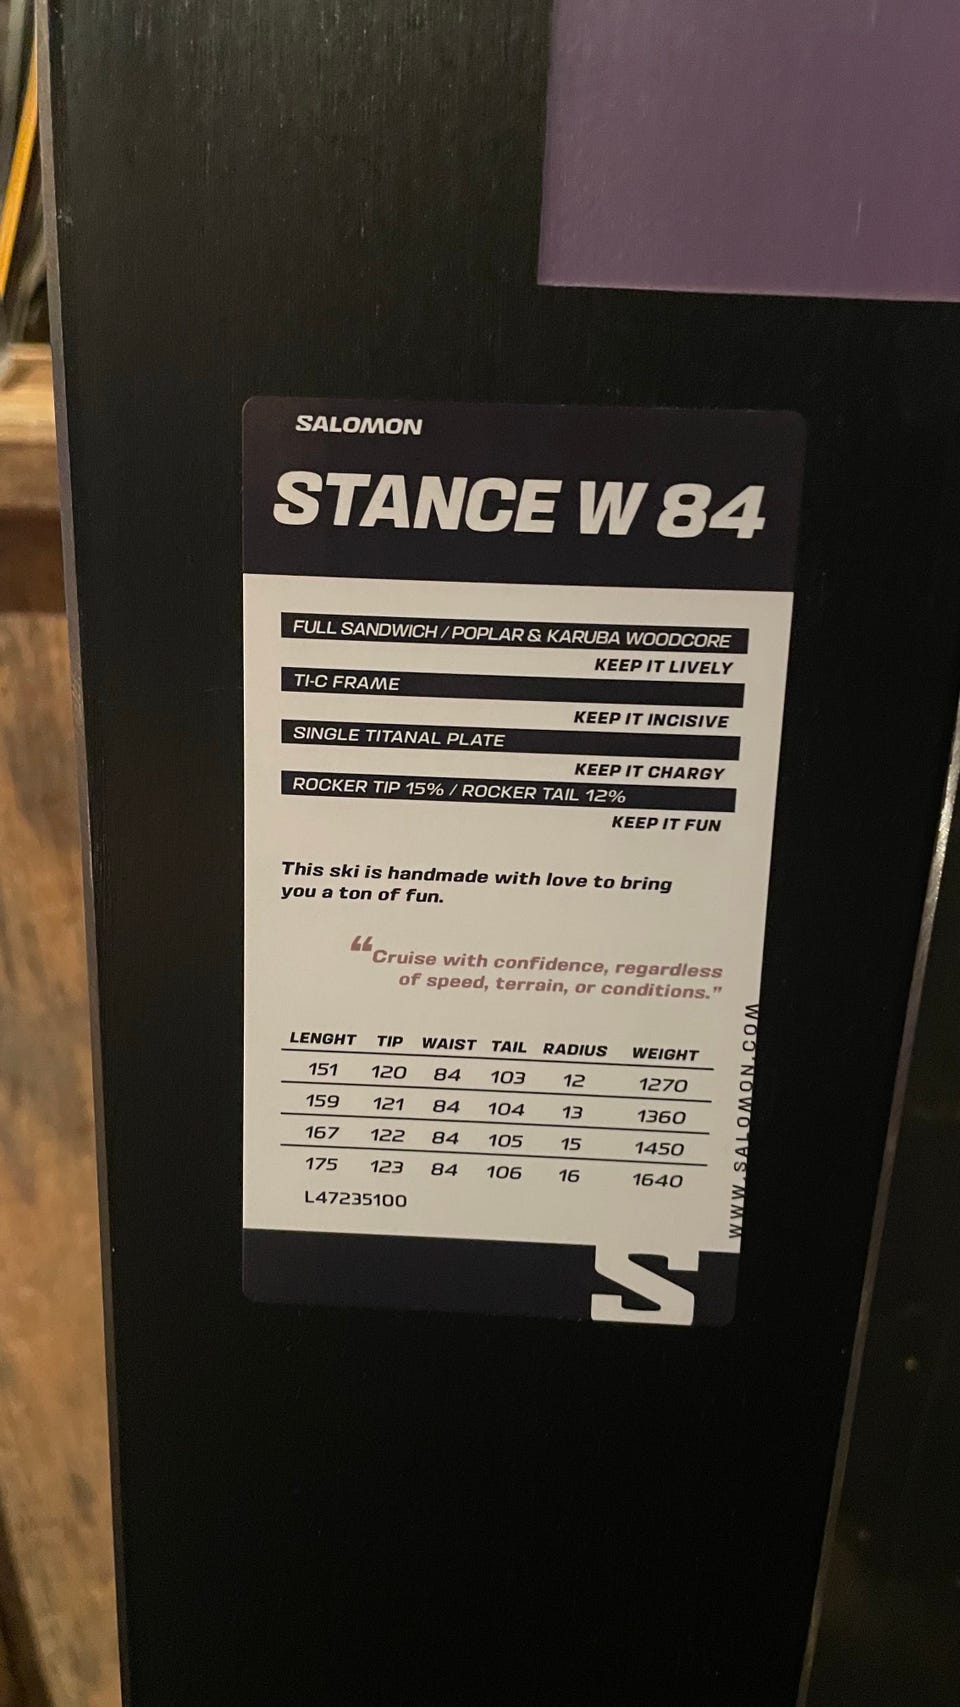 SALOMON
STANCE W 84
FULL SANDWICH / POPLAR & KARUBA WOODCORE
KEEP IT LIVELY
TI-C FRAME
KEEP IT INCISIVE
SINGLE TITANAL PLATE
KEEP IT CHARGY
ROCKER TIP 15% / ROCKER TAIL 12%
KEEP IT FUN
This ski is handmade with love to bring
you a ton of fun.
“Cruise with confidence, regardless
of speed, terrain, or conditions.”
LENGHT TIP WAIST TAIL RADIUS WEIGHT
151 120 84 103 12 1270
159 121 84 104 13 1360
167 122 84 105 15 1450
175 123 84 106 16 1640
L47235100
WWW.SALOMON.COM
S